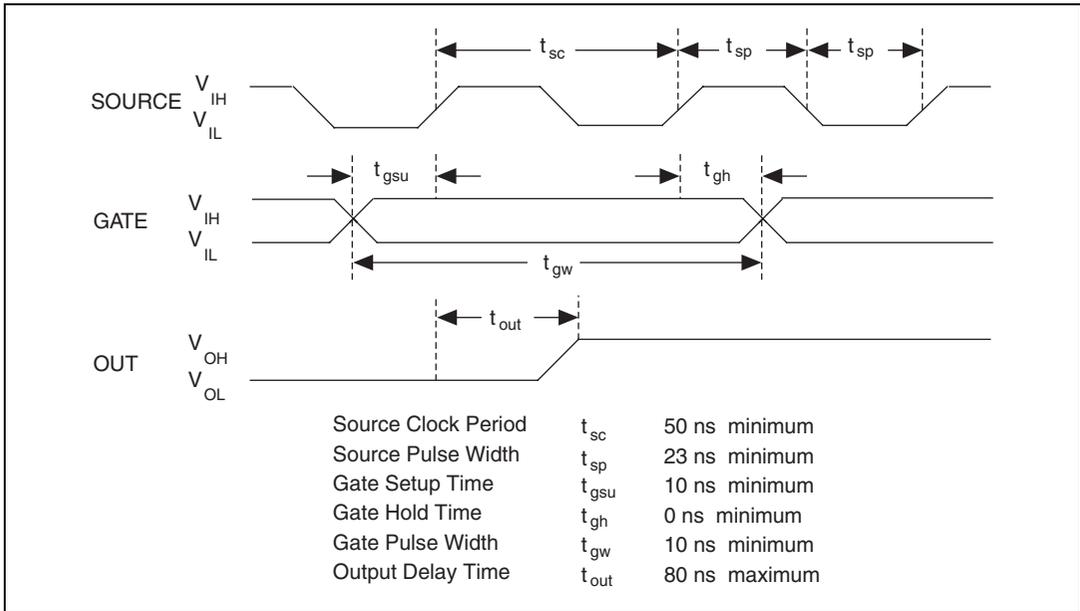 t sc t sp t sp
SOURCE V IH
V IL
t gsu t gh
GATE V IH
V IL
t gw
t out
OUT V OH
V OL
Source Clock Period t sc 50 ns minimum
Source Pulse Width t sp 23 ns minimum
Gate Setup Time t gsu 10 ns minimum
Gate Hold Time t gh 0 ns minimum
Gate Pulse Width t gw 10 ns minimum
Output Delay Time t out 80 ns maximum